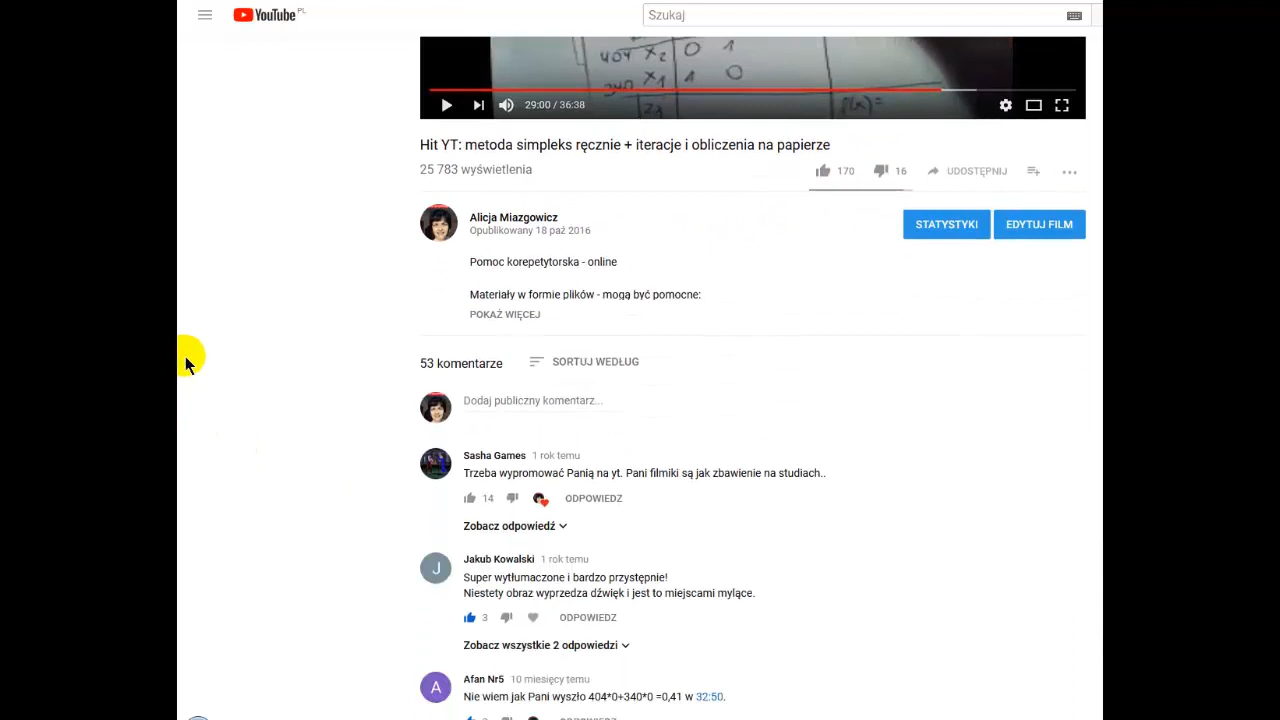 YouTube PL
Szukaj
404 x2 0 1
340 x1 1 0
f(x)=
29:00 / 36:38
Hit YT: metoda simpleks ręcznie + iteracje i obliczenia na papierze
25 783 wyświetlenia
170 16 UDOSTĘPNIJ
Alicja Miazgowicz
Opublikowany 18 paź 2016
STATYSTYKI EDYTUJ FILM
Pomoc korepetytorska - online
Materiały w formie plików - mogą być pomocne:
POKAŻ WIĘCEJ
53 komentarze SORTUJ WEDŁUG
Dodaj publiczny komentarz...
Sasha Games 1 rok temu
Trzeba wypromować Panią na yt. Pani filmiki są jak zbawienie na studiach..
14 ODPOWIEDZ
Zobacz odpowiedź
J
Jakub Kowalski 1 rok temu
Super wytłumaczone i bardzo przystępnie!
Niestety obraz wyprzedza dźwięk i jest to miejscami mylące.
3 ODPOWIEDZ
Zobacz wszystkie 2 odpowiedzi
A
Afan Nr5 10 miesięcy temu
Nie wiem jak Pani wyszło 404*0+340*0 =0,41 w 32:50.